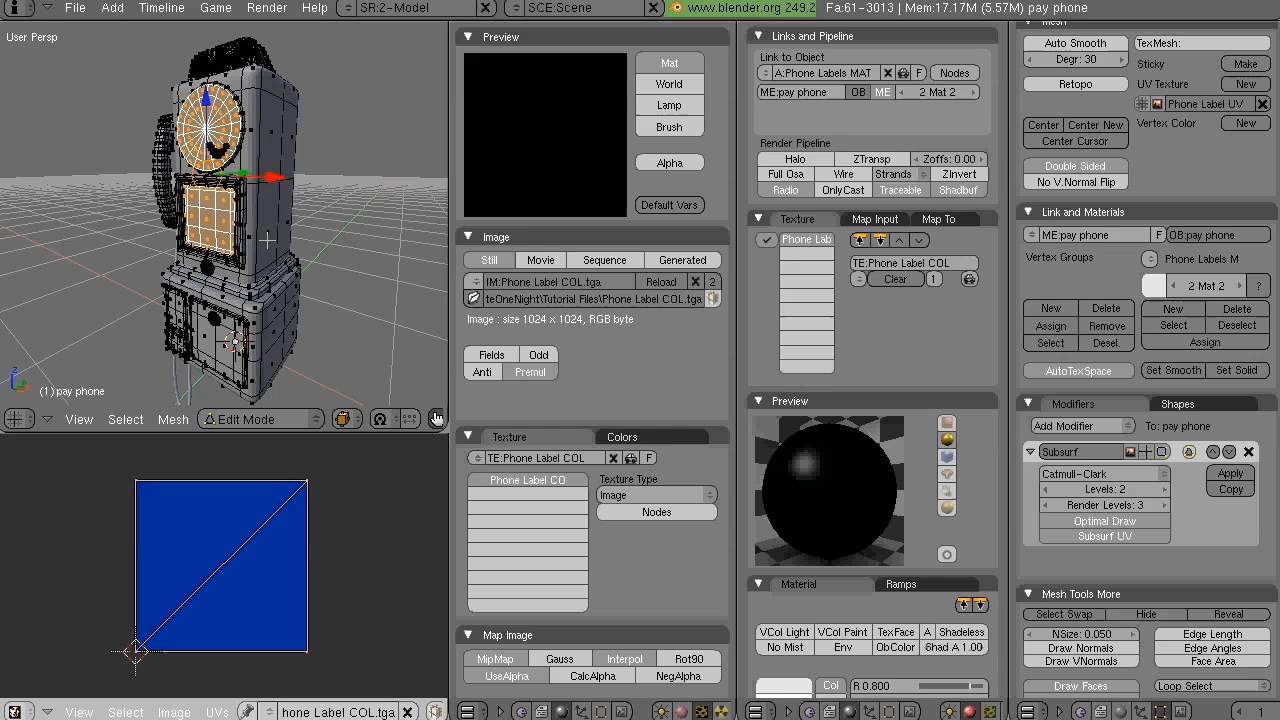 File Add Timeline Game Render Help SR:2-Model SCE:Scene www.blender.org 249.2 Fa:61-3013 | Mem:17.17M (5.57M) pay phone
User Persp
(1) pay phone
View Select Mesh Edit Mode
View Select Image UVs hone Label COL.tga
Preview
Mat
World
Lamp
Brush
Alpha
Default Vars
Image
Still Movie Sequence Generated
IM:Phone Label COL.tga Reload 2
teOneNight\Tutorial Files\Phone Label COL.tga
Image : size 1024 x 1024, RGB byte
Fields Odd
Anti Premul
Texture Colors
TE:Phone Label COL F
Phone Label CO
Texture Type
Image
Nodes
Map Image
MipMap Gauss Interpol Rot90
UseAlpha CalcAlpha NegAlpha
Links and Pipeline
Link to Object
A:Phone Labels MAT F Nodes
ME:pay phone OB ME 2 Mat 2
Render Pipeline
Halo ZTransp Zoffs: 0.00
Full Osa Wire Strands ZInvert
Radio OnlyCast Traceable Shadbuf
Texture Map Input Map To
Phone Lab
TE:Phone Label COL
Clear 1
Preview
Material Ramps
VCol Light VCol Paint TexFace A Shadeless
No Mist Env ObColor Shad A 1.00
Col R 0.800
Mesh
Auto Smooth
Degr: 30
Retopo
TexMesh:
Sticky Make
UV Texture New
Phone Label UV
Vertex Color New
Center Center New
Center Cursor
Double Sided
No V.Normal Flip
Link and Materials
ME:pay phone F OB:pay phone
Vertex Groups
Phone Labels M
2 Mat 2 ?
New Delete New Delete
Assign Remove Select Deselect
Select Desel. Assign
AutoTexSpace Set Smooth Set Solid
Modifiers Shapes
Add Modifier To: pay phone
Subsurf
Catmull-Clark
Levels: 2
Render Levels: 3
Optimal Draw
Subsurf UV
Apply
Copy
Mesh Tools More
Select Swap Hide Reveal
NSize: 0.050 Edge Length
Draw Normals Edge Angles
Draw VNormals Face Area
Draw Faces Loop Select
1